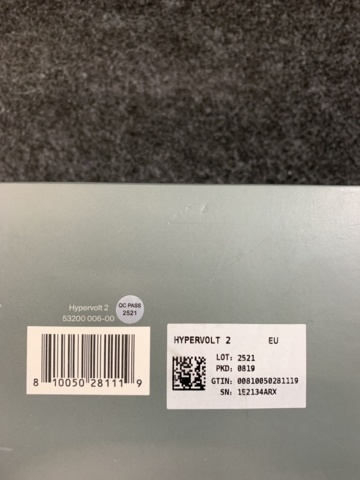 Hypervolt 2
53200 006-00
QC PASS
2521
8 10050 28111 9
HYPERVOLT 2 EU
LOT: 2521
PKD: 0819
GTIN: 00810050281119
SN: 1E2134ARX